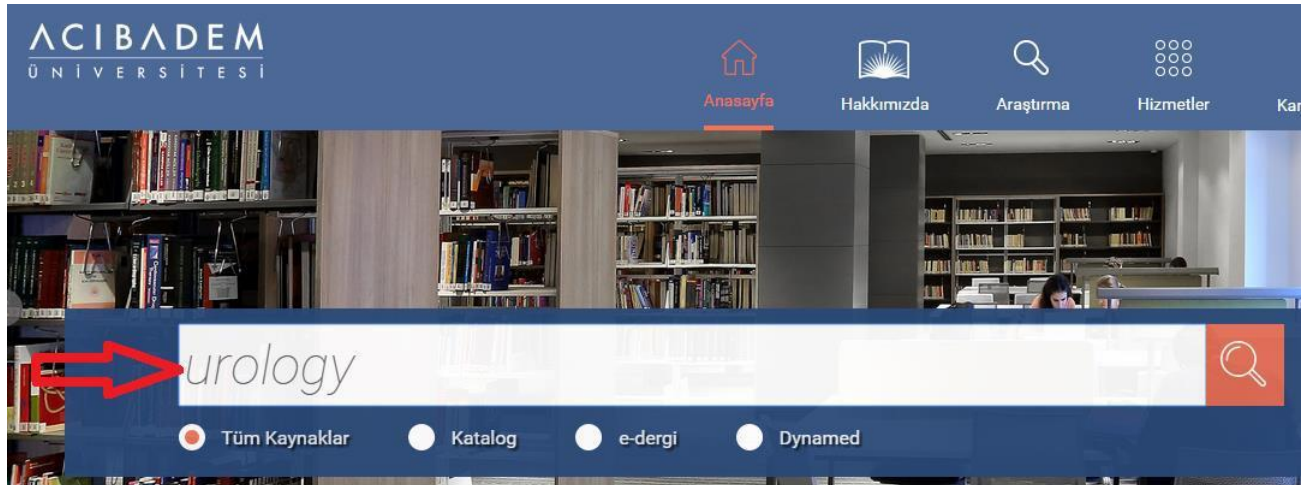 ACIBADEM
ÜNİVERSİTESİ
Anasayfa
Hakkımızda
Araştırma
Hizmetler
urology
Tüm Kaynaklar
Katalog
e-dergi
Dynamed